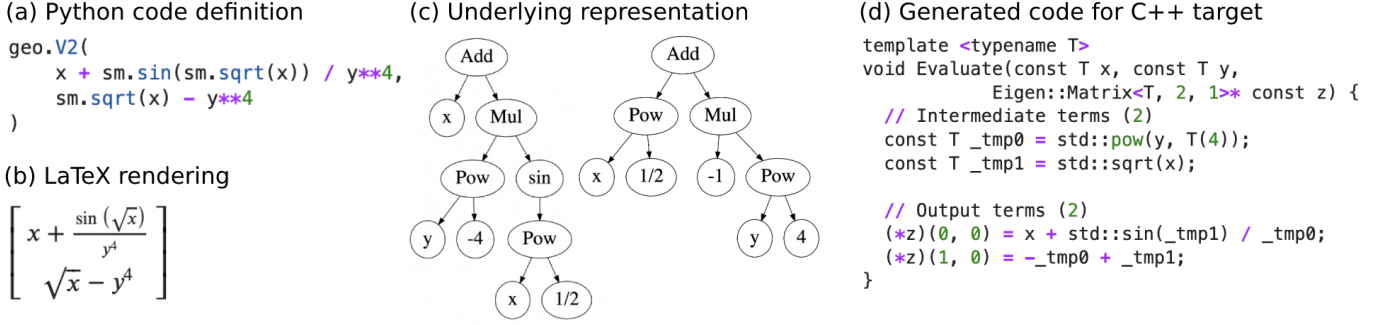 (a) Python code definition
geo.V2(
    x + sm.sin(sm.sqrt(x)) / y**4,
    sm.sqrt(x) - y**4
)
(b) LaTeX rendering
[ x + sin (√x) / y⁴ ]
[ √x − y⁴ ]
(c) Underlying representation
Add Add
x Mul Pow Mul
Pow sin x 1/2 -1 Pow
y -4 Pow y 4
x 1/2
(d) Generated code for C++ target
template <typename T>
void Evaluate(const T x, const T y,
              Eigen::Matrix<T, 2, 1>* const z) {
  // Intermediate terms (2)
  const T _tmp0 = std::pow(y, T(4));
  const T _tmp1 = std::sqrt(x);

  // Output terms (2)
  (*z)(0, 0) = x + std::sin(_tmp1) / _tmp0;
  (*z)(1, 0) = -_tmp0 + _tmp1;
}